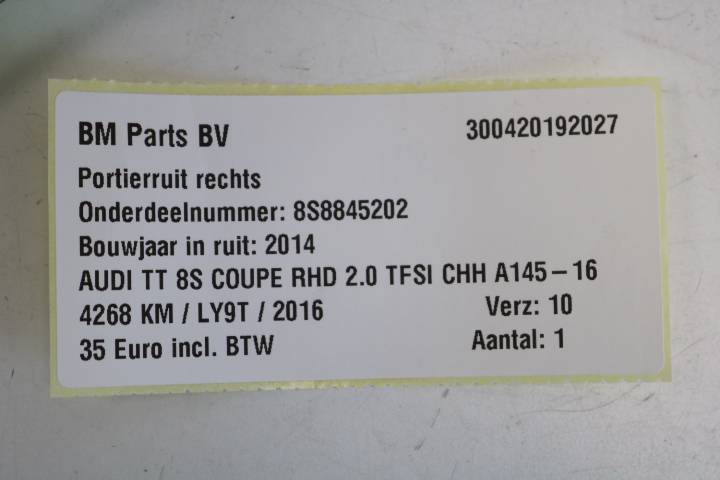 BM Parts BV 300420192027
Portierruit rechts
Onderdeelnummer: 8S8845202
Bouwjaar in ruit: 2014
AUDI TT 8S COUPE RHD 2.0 TFSI CHH A145-16
4268 KM / LY9T / 2016 Verz: 10
35 Euro incl. BTW Aantal: 1